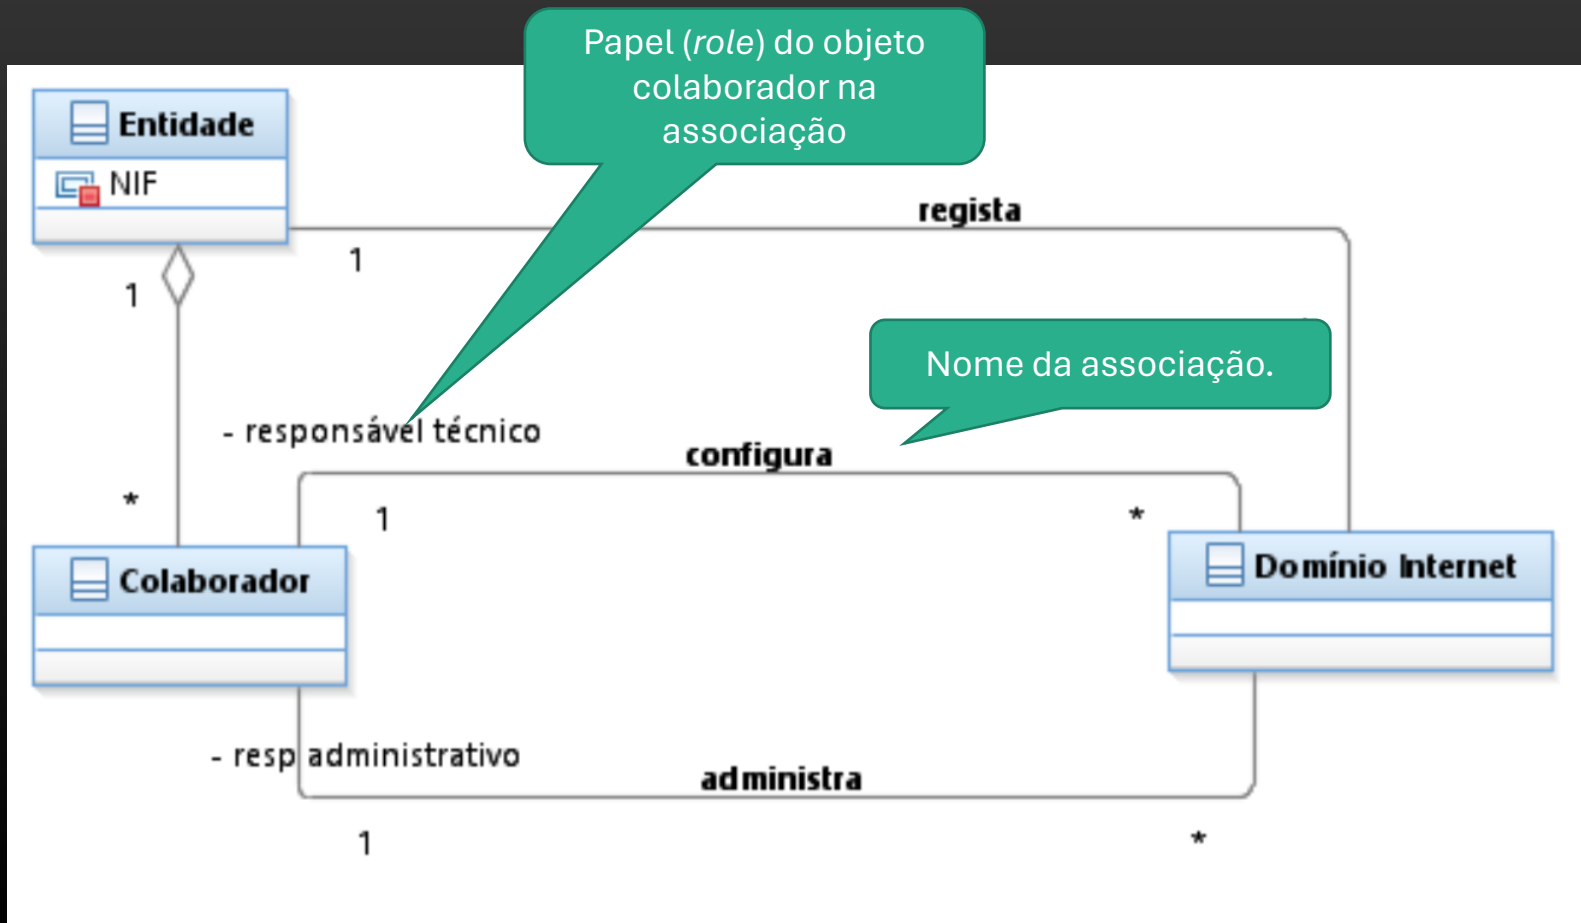 Papel (role) do objeto
colaborador na
associação
Entidade
NIF
regista
1
1
Nome da associação.
- responsável técnico
configura
*
1
*
Colaborador
Domínio Internet
- resp administrativo
administra
1
*